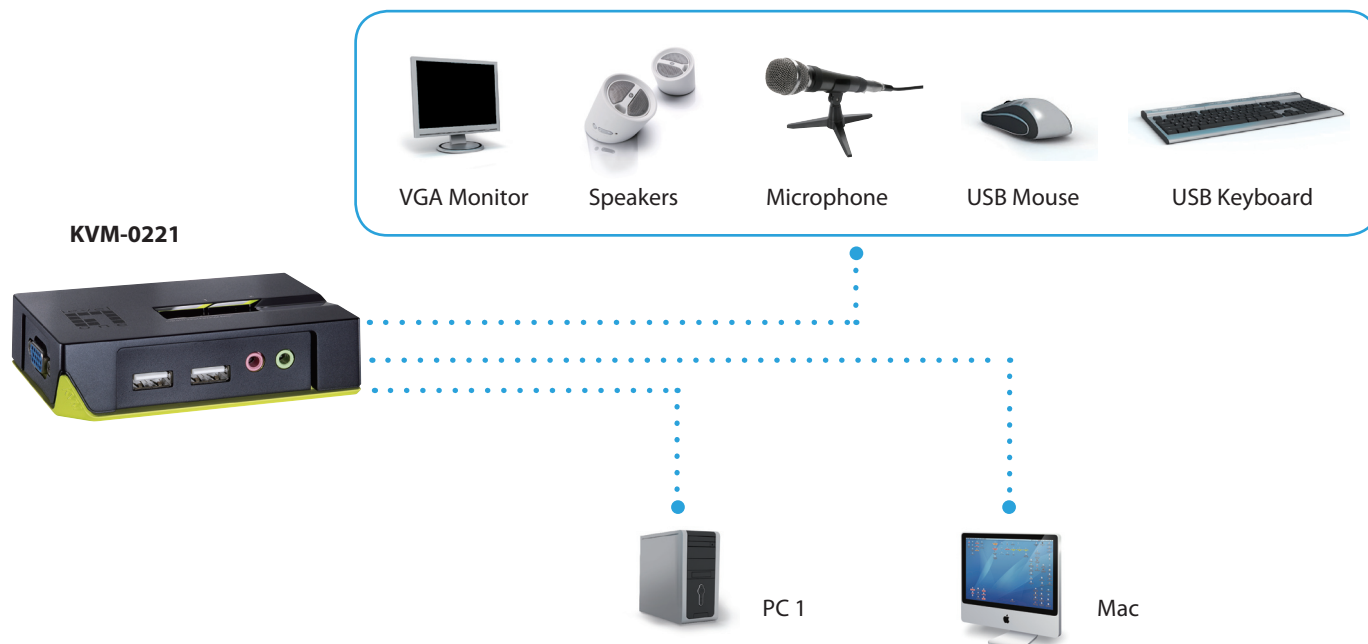 VGA Monitor
Speakers
Microphone
USB Mouse
USB Keyboard
KVM-0221
PC 1
Mac